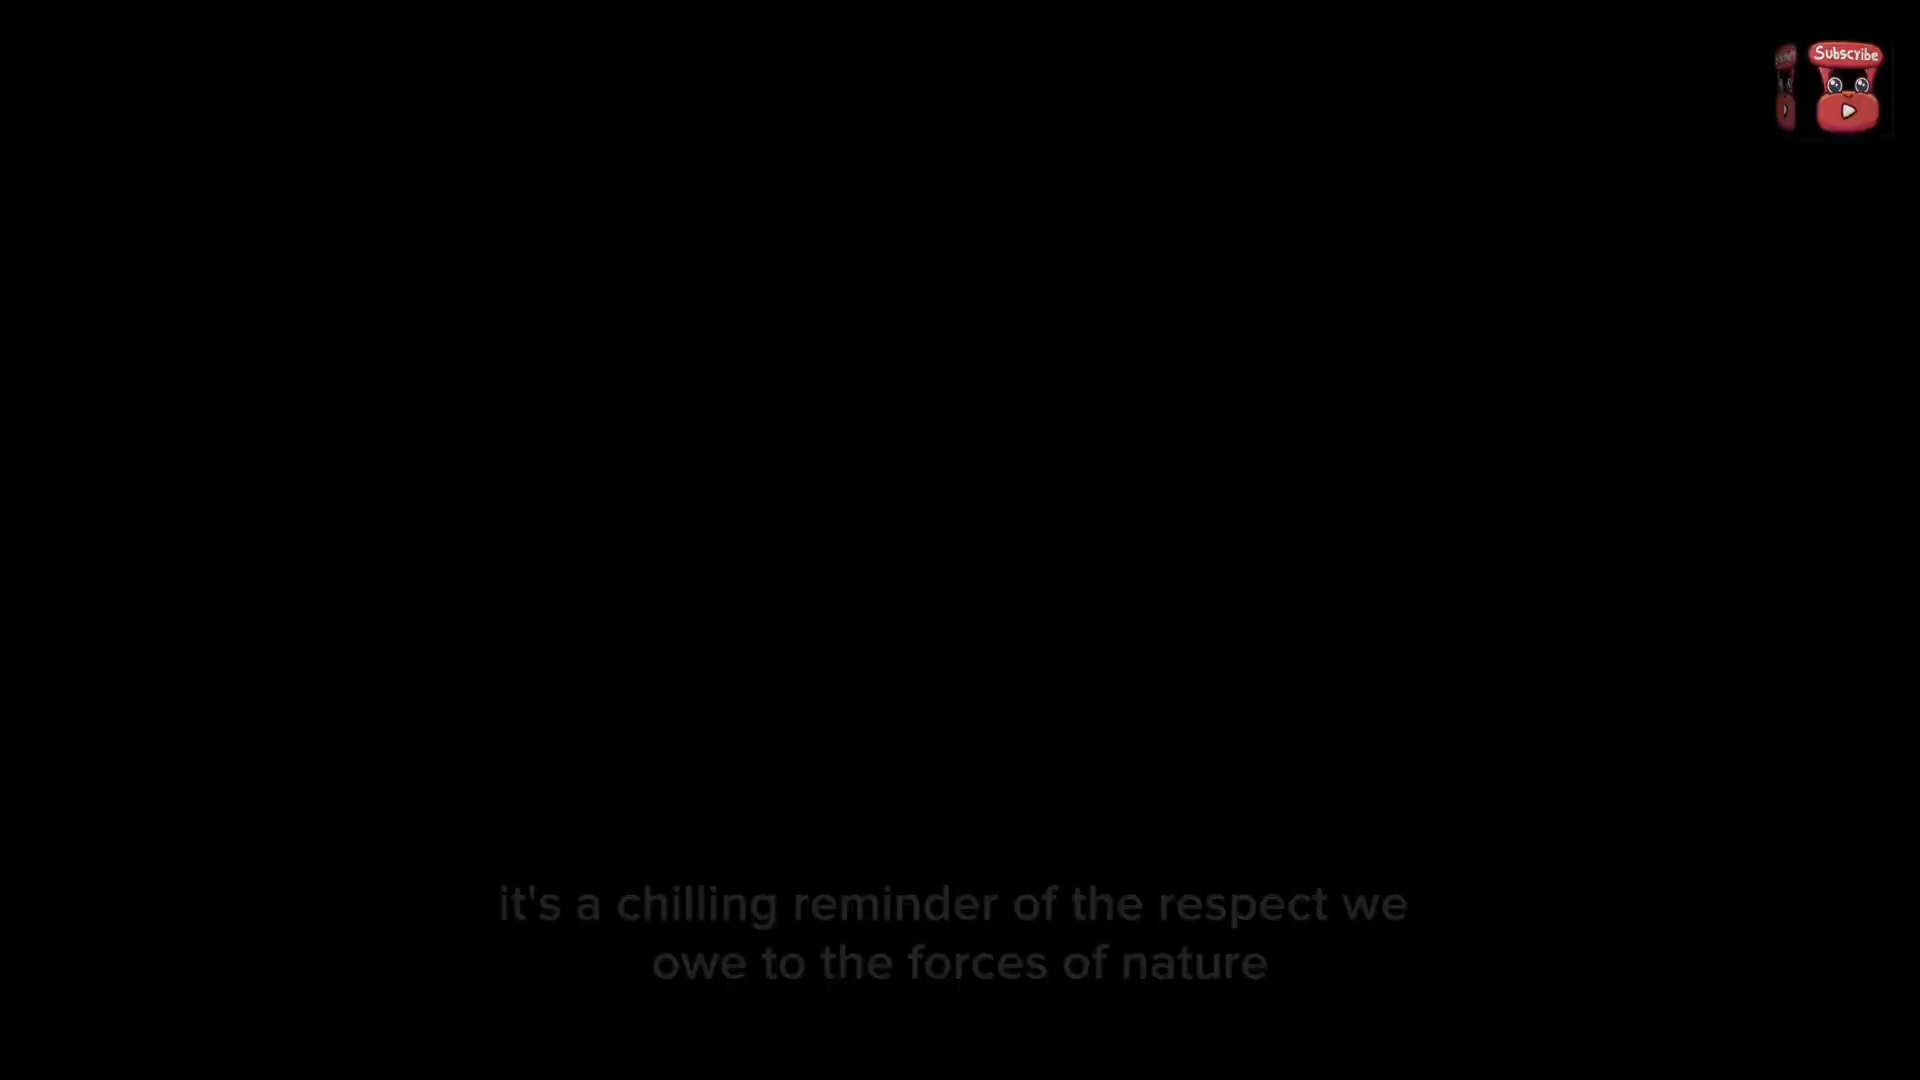 Subscribe
it's a chilling reminder of the respect we
owe to the forces of nature